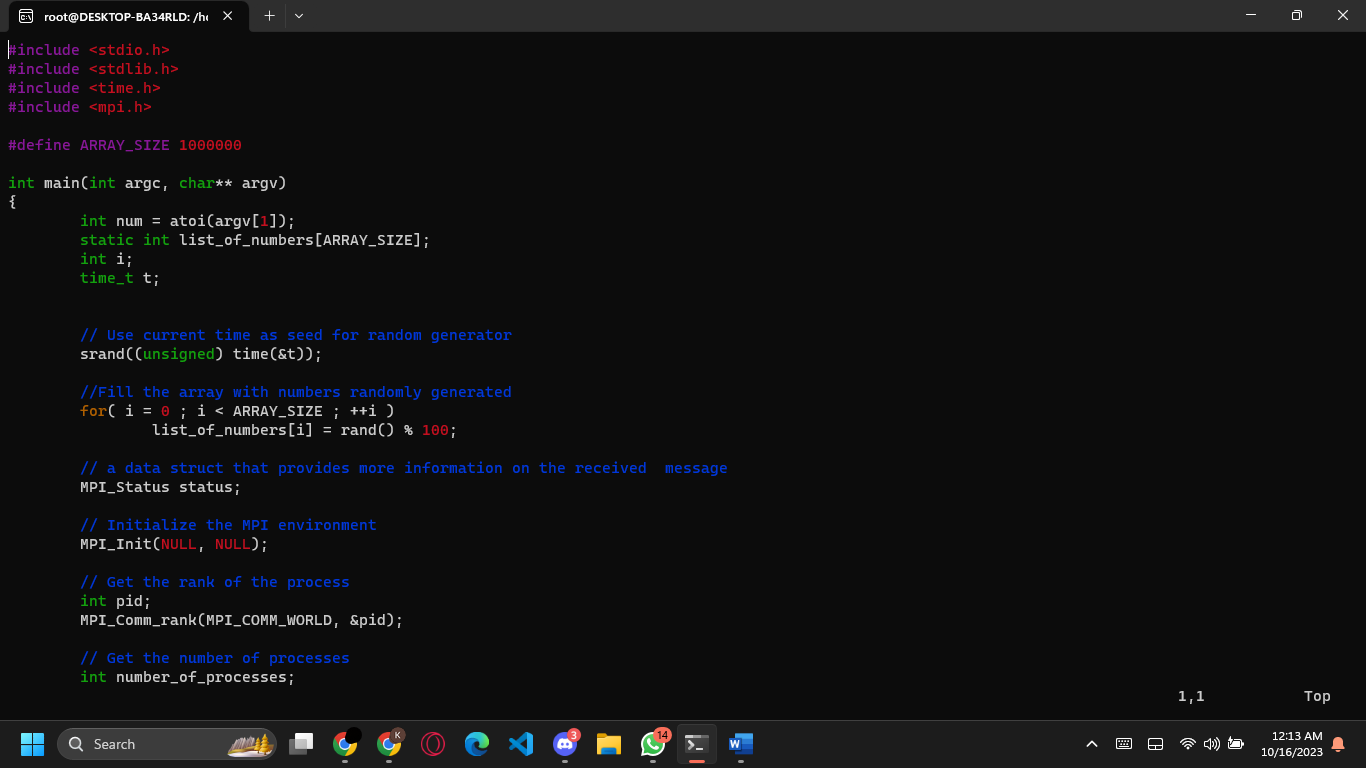 root@DESKTOP-BA34RLD: /h
#include <stdio.h>
#include <stdlib.h>
#include <time.h>
#include <mpi.h>
#define ARRAY_SIZE 1000000
int main(int argc, char** argv)
{
int num = atoi(argv[1]);
static int list_of_numbers[ARRAY_SIZE];
int i;
time_t t;
// Use current time as seed for random generator
srand((unsigned) time(&t));
//Fill the array with numbers randomly generated
for( i = 0 ; i < ARRAY_SIZE ; ++i )
list_of_numbers[i] = rand() % 100;
// a data struct that provides more information on the received  message
MPI_Status status;
// Initialize the MPI environment
MPI_Init(NULL, NULL);
// Get the rank of the process
int pid;
MPI_Comm_rank(MPI_COMM_WORLD, &pid);
// Get the number of processes
int number_of_processes;
1,1 Top
Search
K
3
14
12:13 AM
10/16/2023